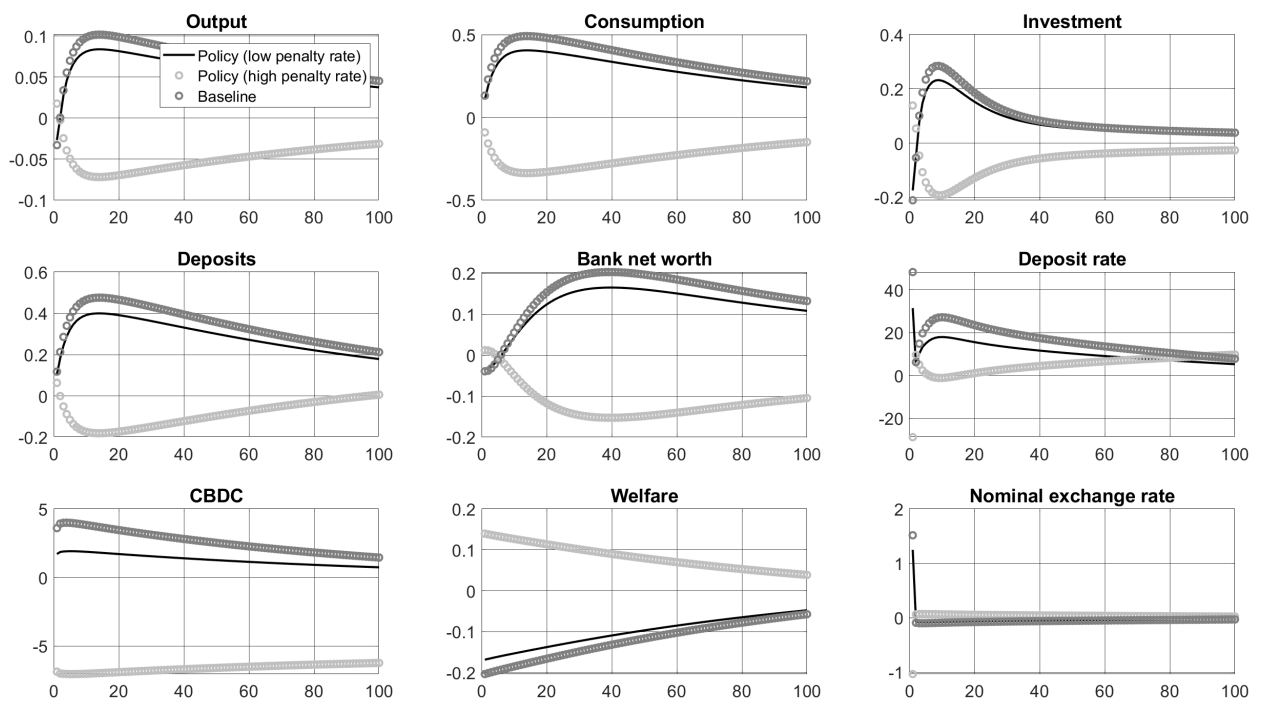 Output
0.1
0.05
0
-0.05
-0.1
0 20 40 60 80 100
Policy (low penalty rate)
Policy (high penalty rate)
Baseline
Consumption
0.5
0
-0.5
0 20 40 60 80 100
Investment
0.4
0.2
0
-0.2
0 20 40 60 80 100
Deposits
0.6
0.4
0.2
0
-0.2
0 20 40 60 80 100
Bank net worth
0.2
0.1
0
-0.1
-0.2
0 20 40 60 80 100
Deposit rate
40
20
0
-20
0 20 40 60 80 100
CBDC
5
0
-5
0 20 40 60 80 100
Welfare
0.2
0.1
0
-0.1
-0.2
0 20 40 60 80 100
Nominal exchange rate
2
1
0
-1
0 20 40 60 80 100